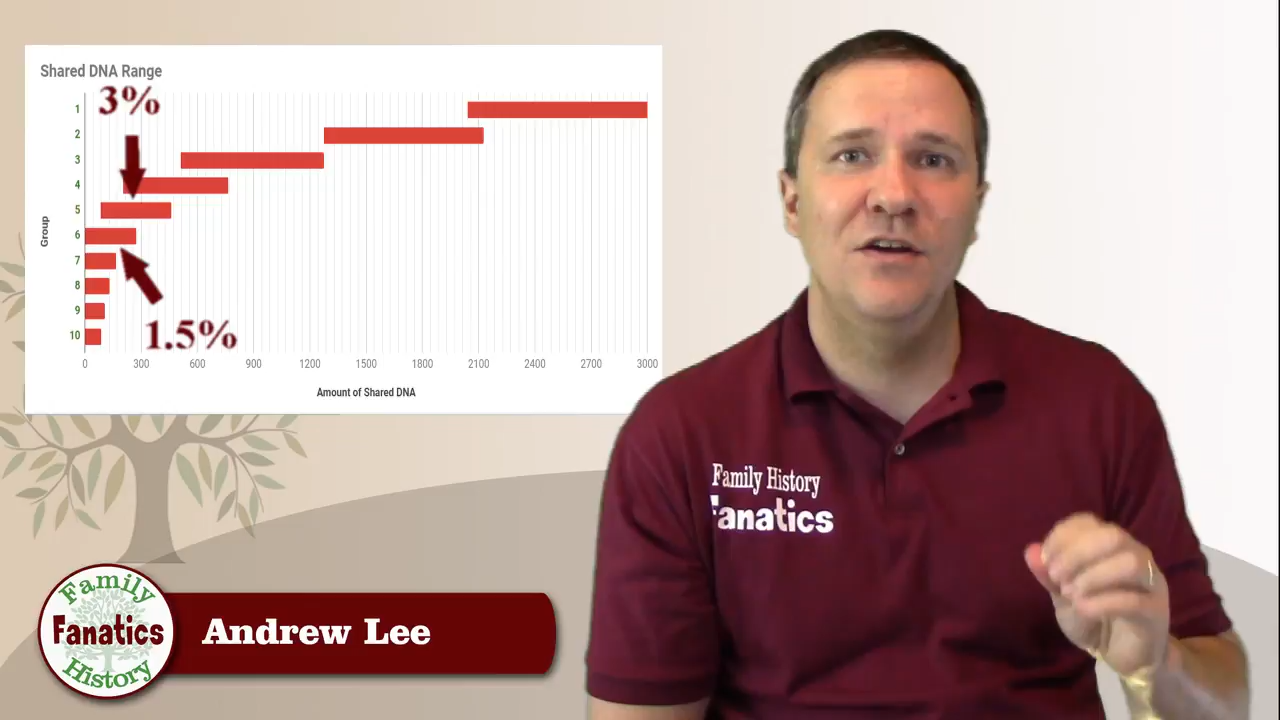 Shared DNA Range
3%
1
2
3
4
5
6
7
8
9
10
Group
1.5%
0 300 600 900 1200 1500 1800 2100 2400 2700 3000
Amount of Shared DNA
Family History
Fanatics
Family
Fanatics
History
Andrew Lee